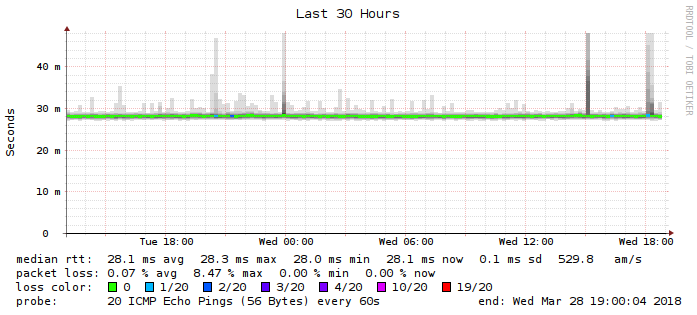 Last 30 Hours
RRDTOOL / TOBI OETIKER
Seconds
40 m
30 m
20 m
10 m
0
Tue 18:00 Wed 00:00 Wed 06:00 Wed 12:00 Wed 18:00
median rtt: 28.1 ms avg 28.3 ms max 28.0 ms min 28.1 ms now 0.1 ms sd 529.8 am/s
packet loss: 0.07 % avg 8.47 % max 0.00 % min 0.00 % now
loss color: 0 1/20 2/20 3/20 4/20 10/20 19/20
probe: 20 ICMP Echo Pings (56 Bytes) every 60s end: Wed Mar 28 19:00:04 2018